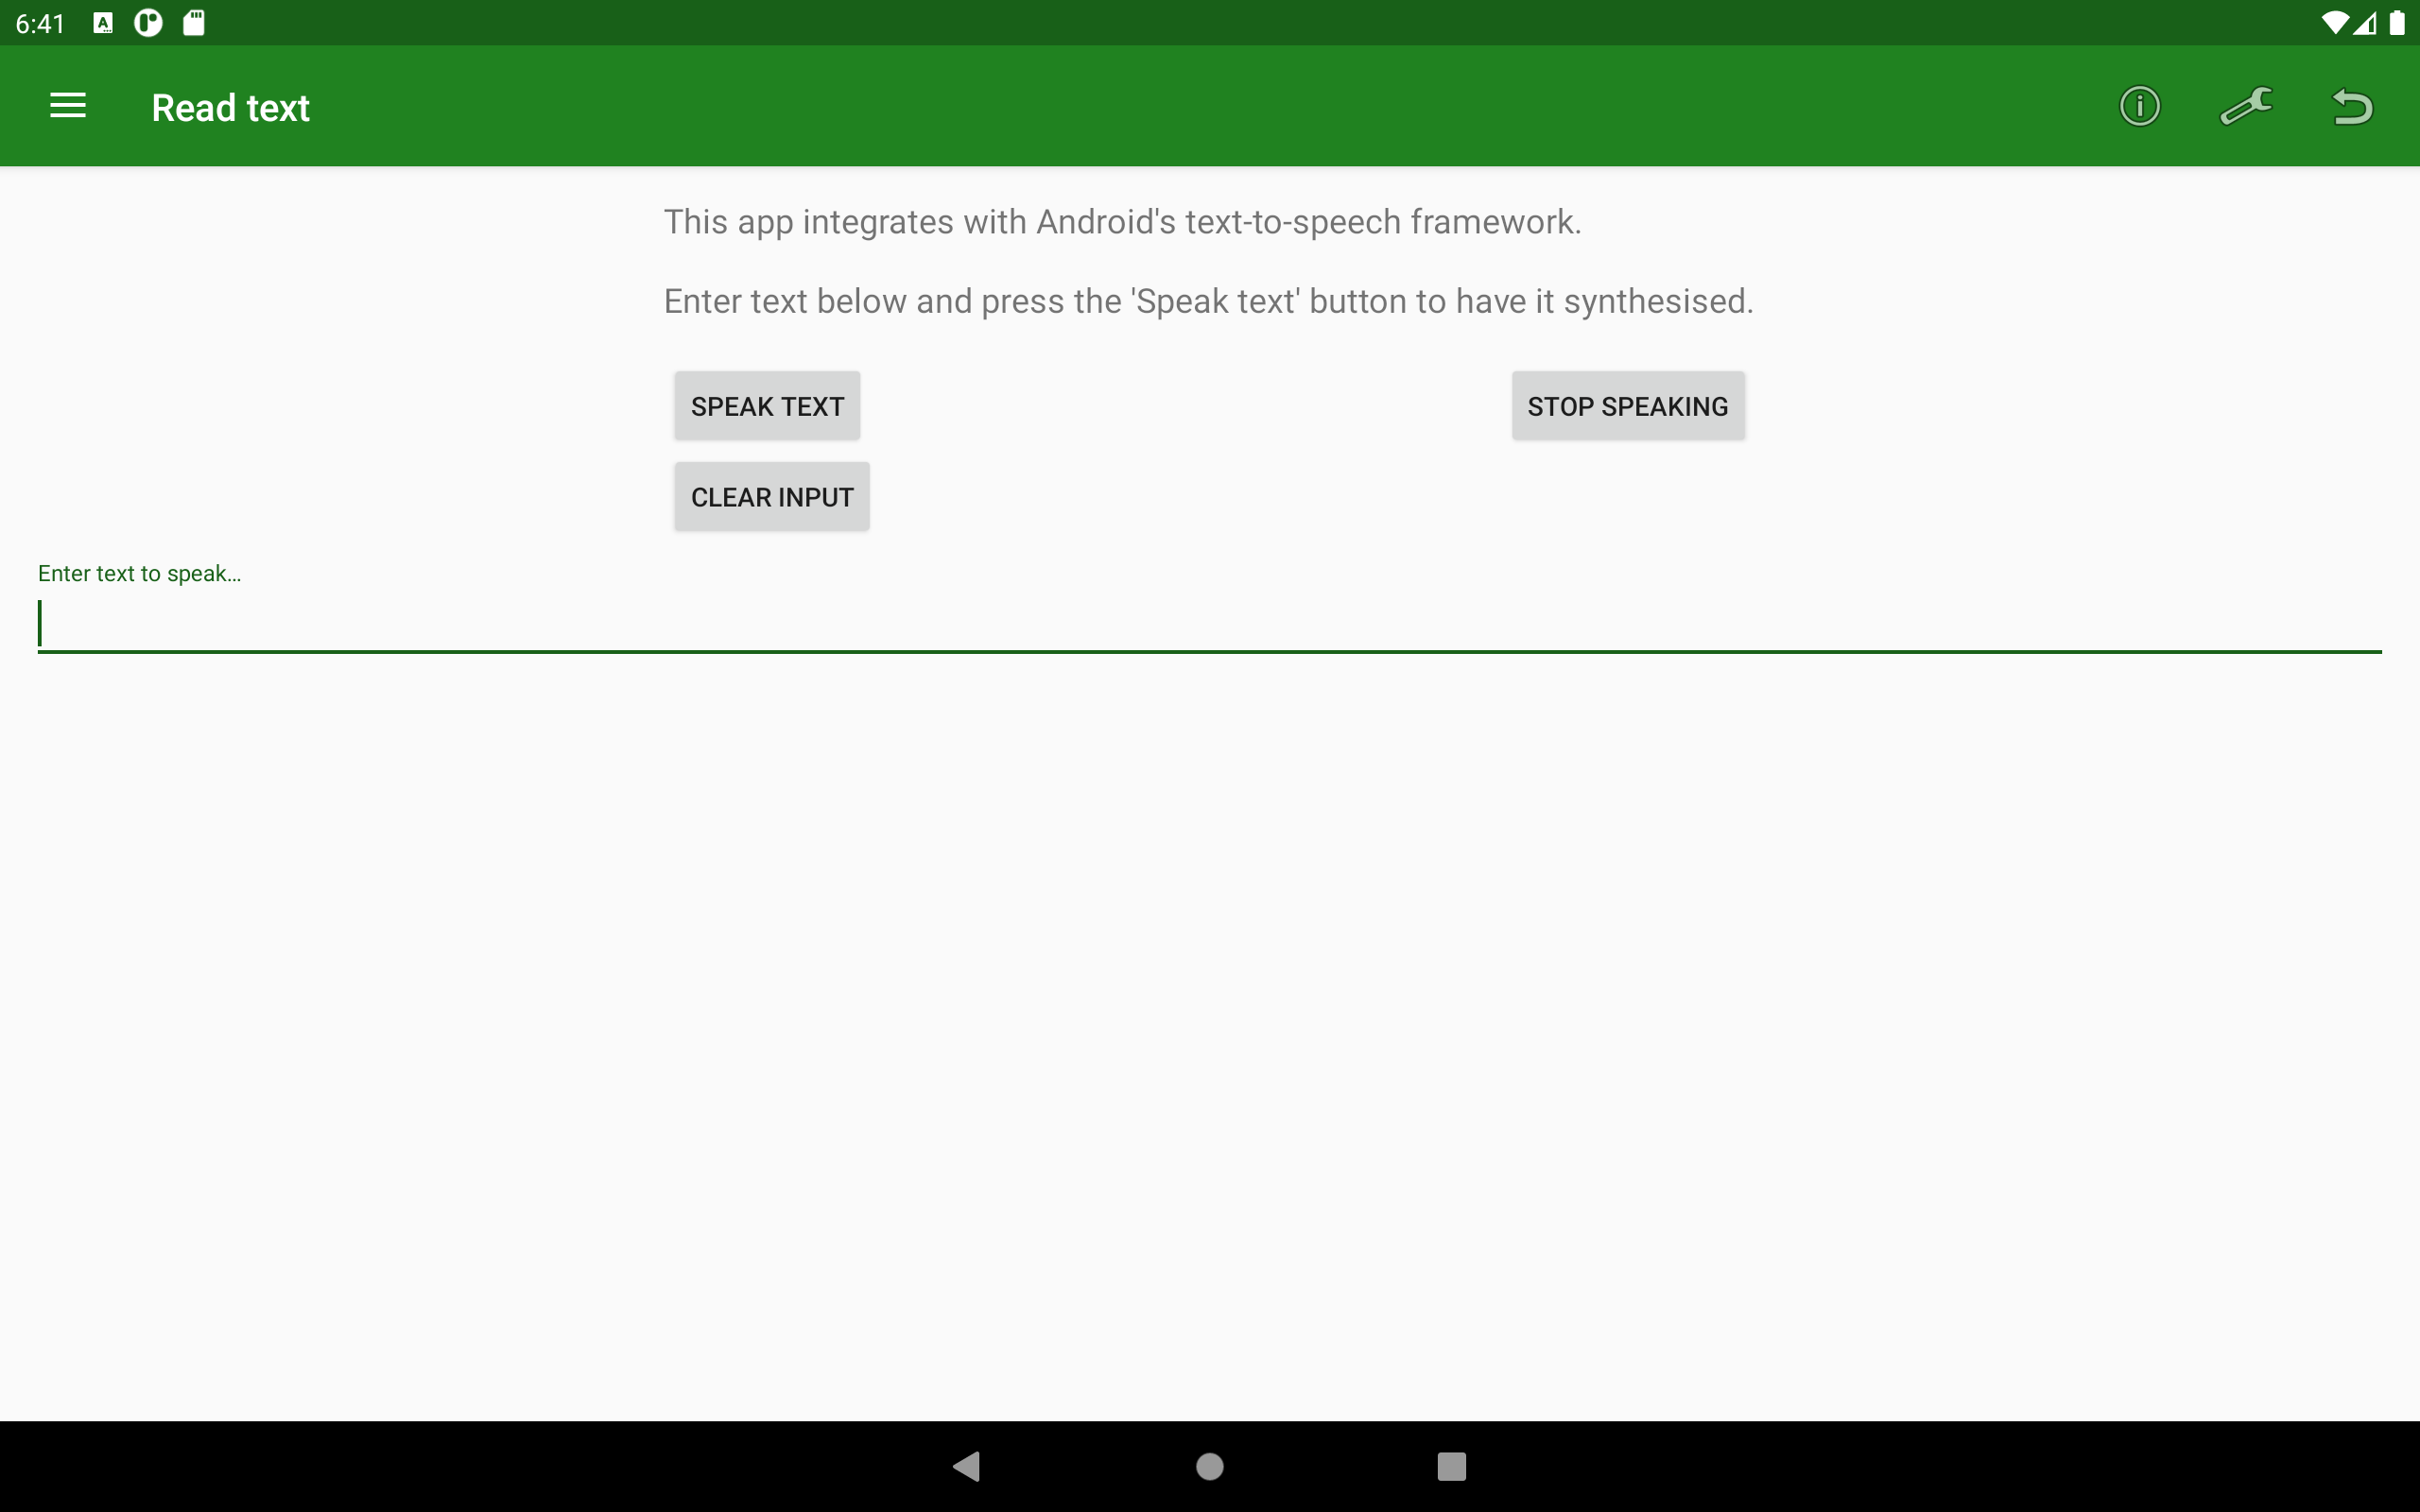 6:41
Read text
This app integrates with Android's text-to-speech framework.
Enter text below and press the 'Speak text' button to have it synthesised.
SPEAK TEXT
STOP SPEAKING
CLEAR INPUT
Enter text to speak…